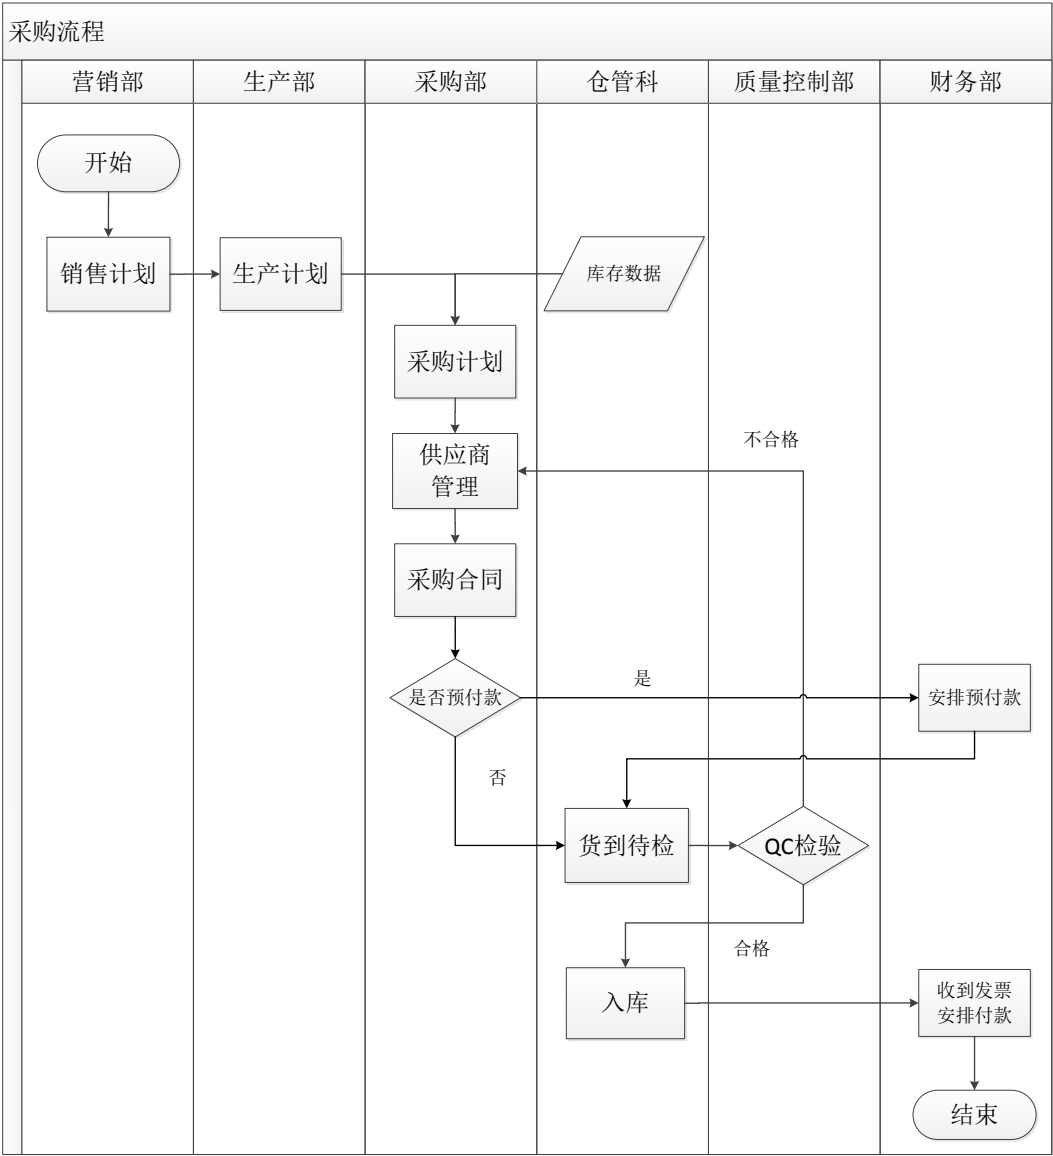 采购流程
营销部
生产部
采购部
仓管科
质量控制部
财务部
开始
销售计划
生产计划
库存数据
采购计划
不合格
供应商
管理
采购合同
是否预付款
是
安排预付款
否
货到待检
QC检验
合格
入库
收到发票
安排付款
结束